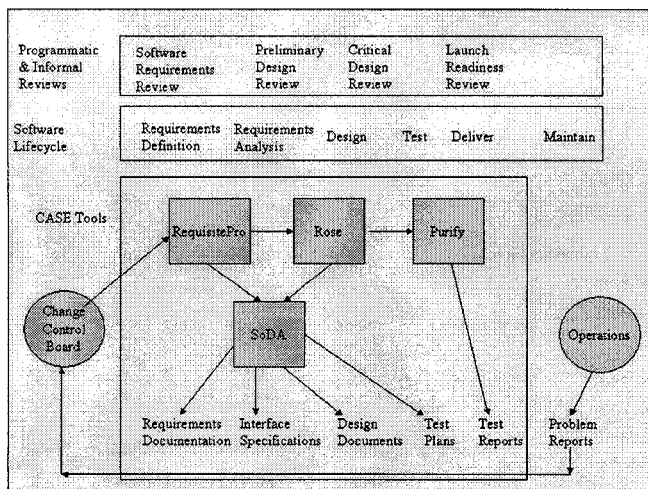 Programmatic
& Informal
Reviews
Software
Requirements
Review
Preliminary
Design
Review
Critical
Design
Review
Launch
Readiness
Review
Software
Lifecycle
Requirements
Definition
Requirements
Analysis
Design
Test
Deliver
Maintain
CASE Tools
RequisitePro
Rose
Purify
Change
Control
Board
SoDA
Operations
Requirements
Documentation
Interface
Specifications
Design
Documents
Test
Plans
Test
Reports
Problem
Reports